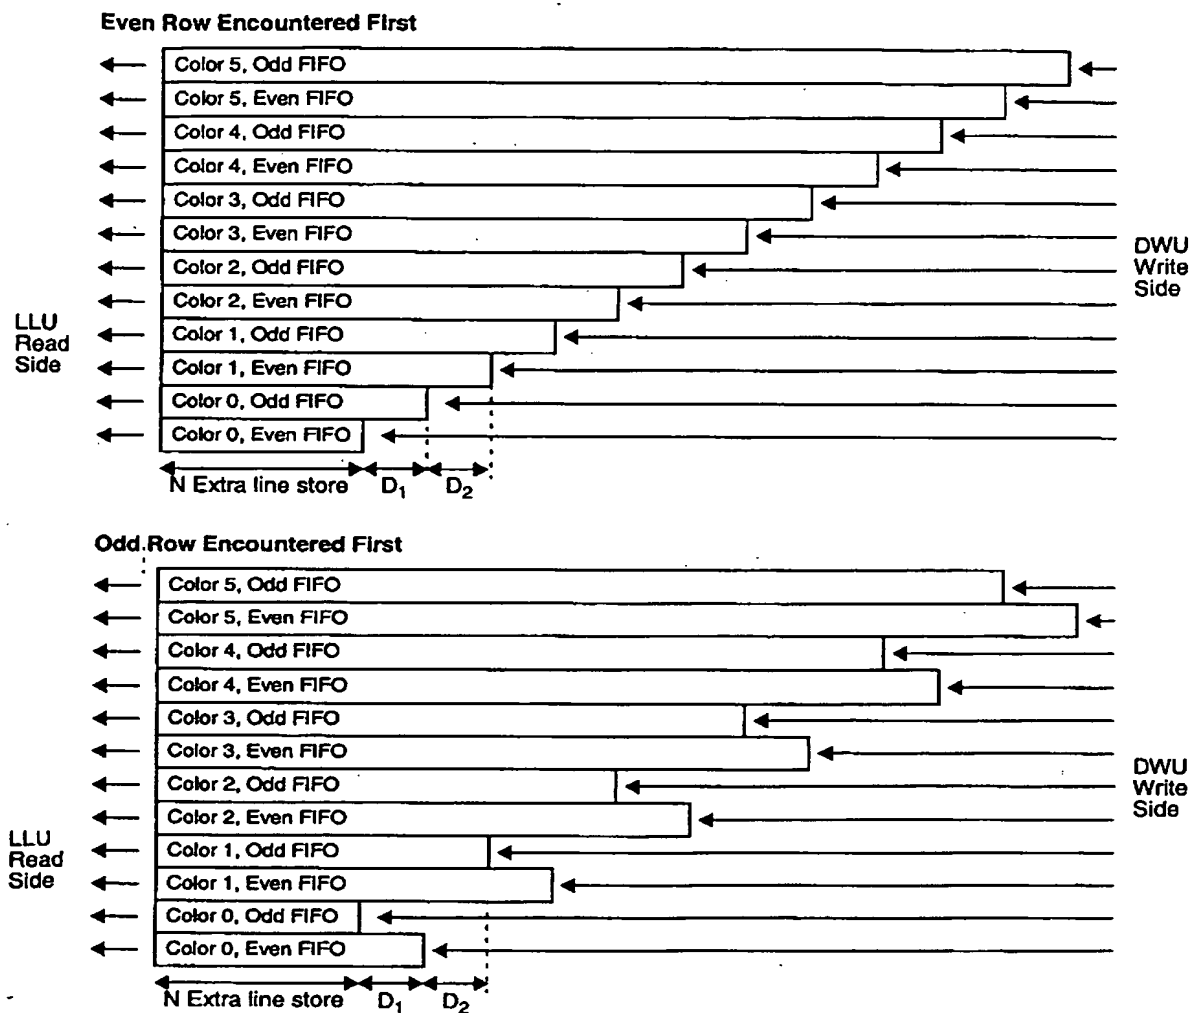 Even Row Encountered First
Color 5, Odd FIFO
Color 5, Even FIFO
Color 4, Odd FIFO
Color 4, Even FIFO
Color 3, Odd FIFO
Color 3, Even FIFO
Color 2, Odd FIFO
Color 2, Even FIFO
Color 1, Odd FIFO
Color 1, Even FIFO
Color 0, Odd FIFO
Color 0, Even FIFO
LLU
Read
Side
DWU
Write
Side
N Extra line store D₁ D₂
Odd Row Encountered First
Color 5, Odd FIFO
Color 5, Even FIFO
Color 4, Odd FIFO
Color 4, Even FIFO
Color 3, Odd FIFO
Color 3, Even FIFO
Color 2, Odd FIFO
Color 2, Even FIFO
Color 1, Odd FIFO
Color 1, Even FIFO
Color 0, Odd FIFO
Color 0, Even FIFO
LLU
Read
Side
DWU
Write
Side
N Extra line store D₁ D₂